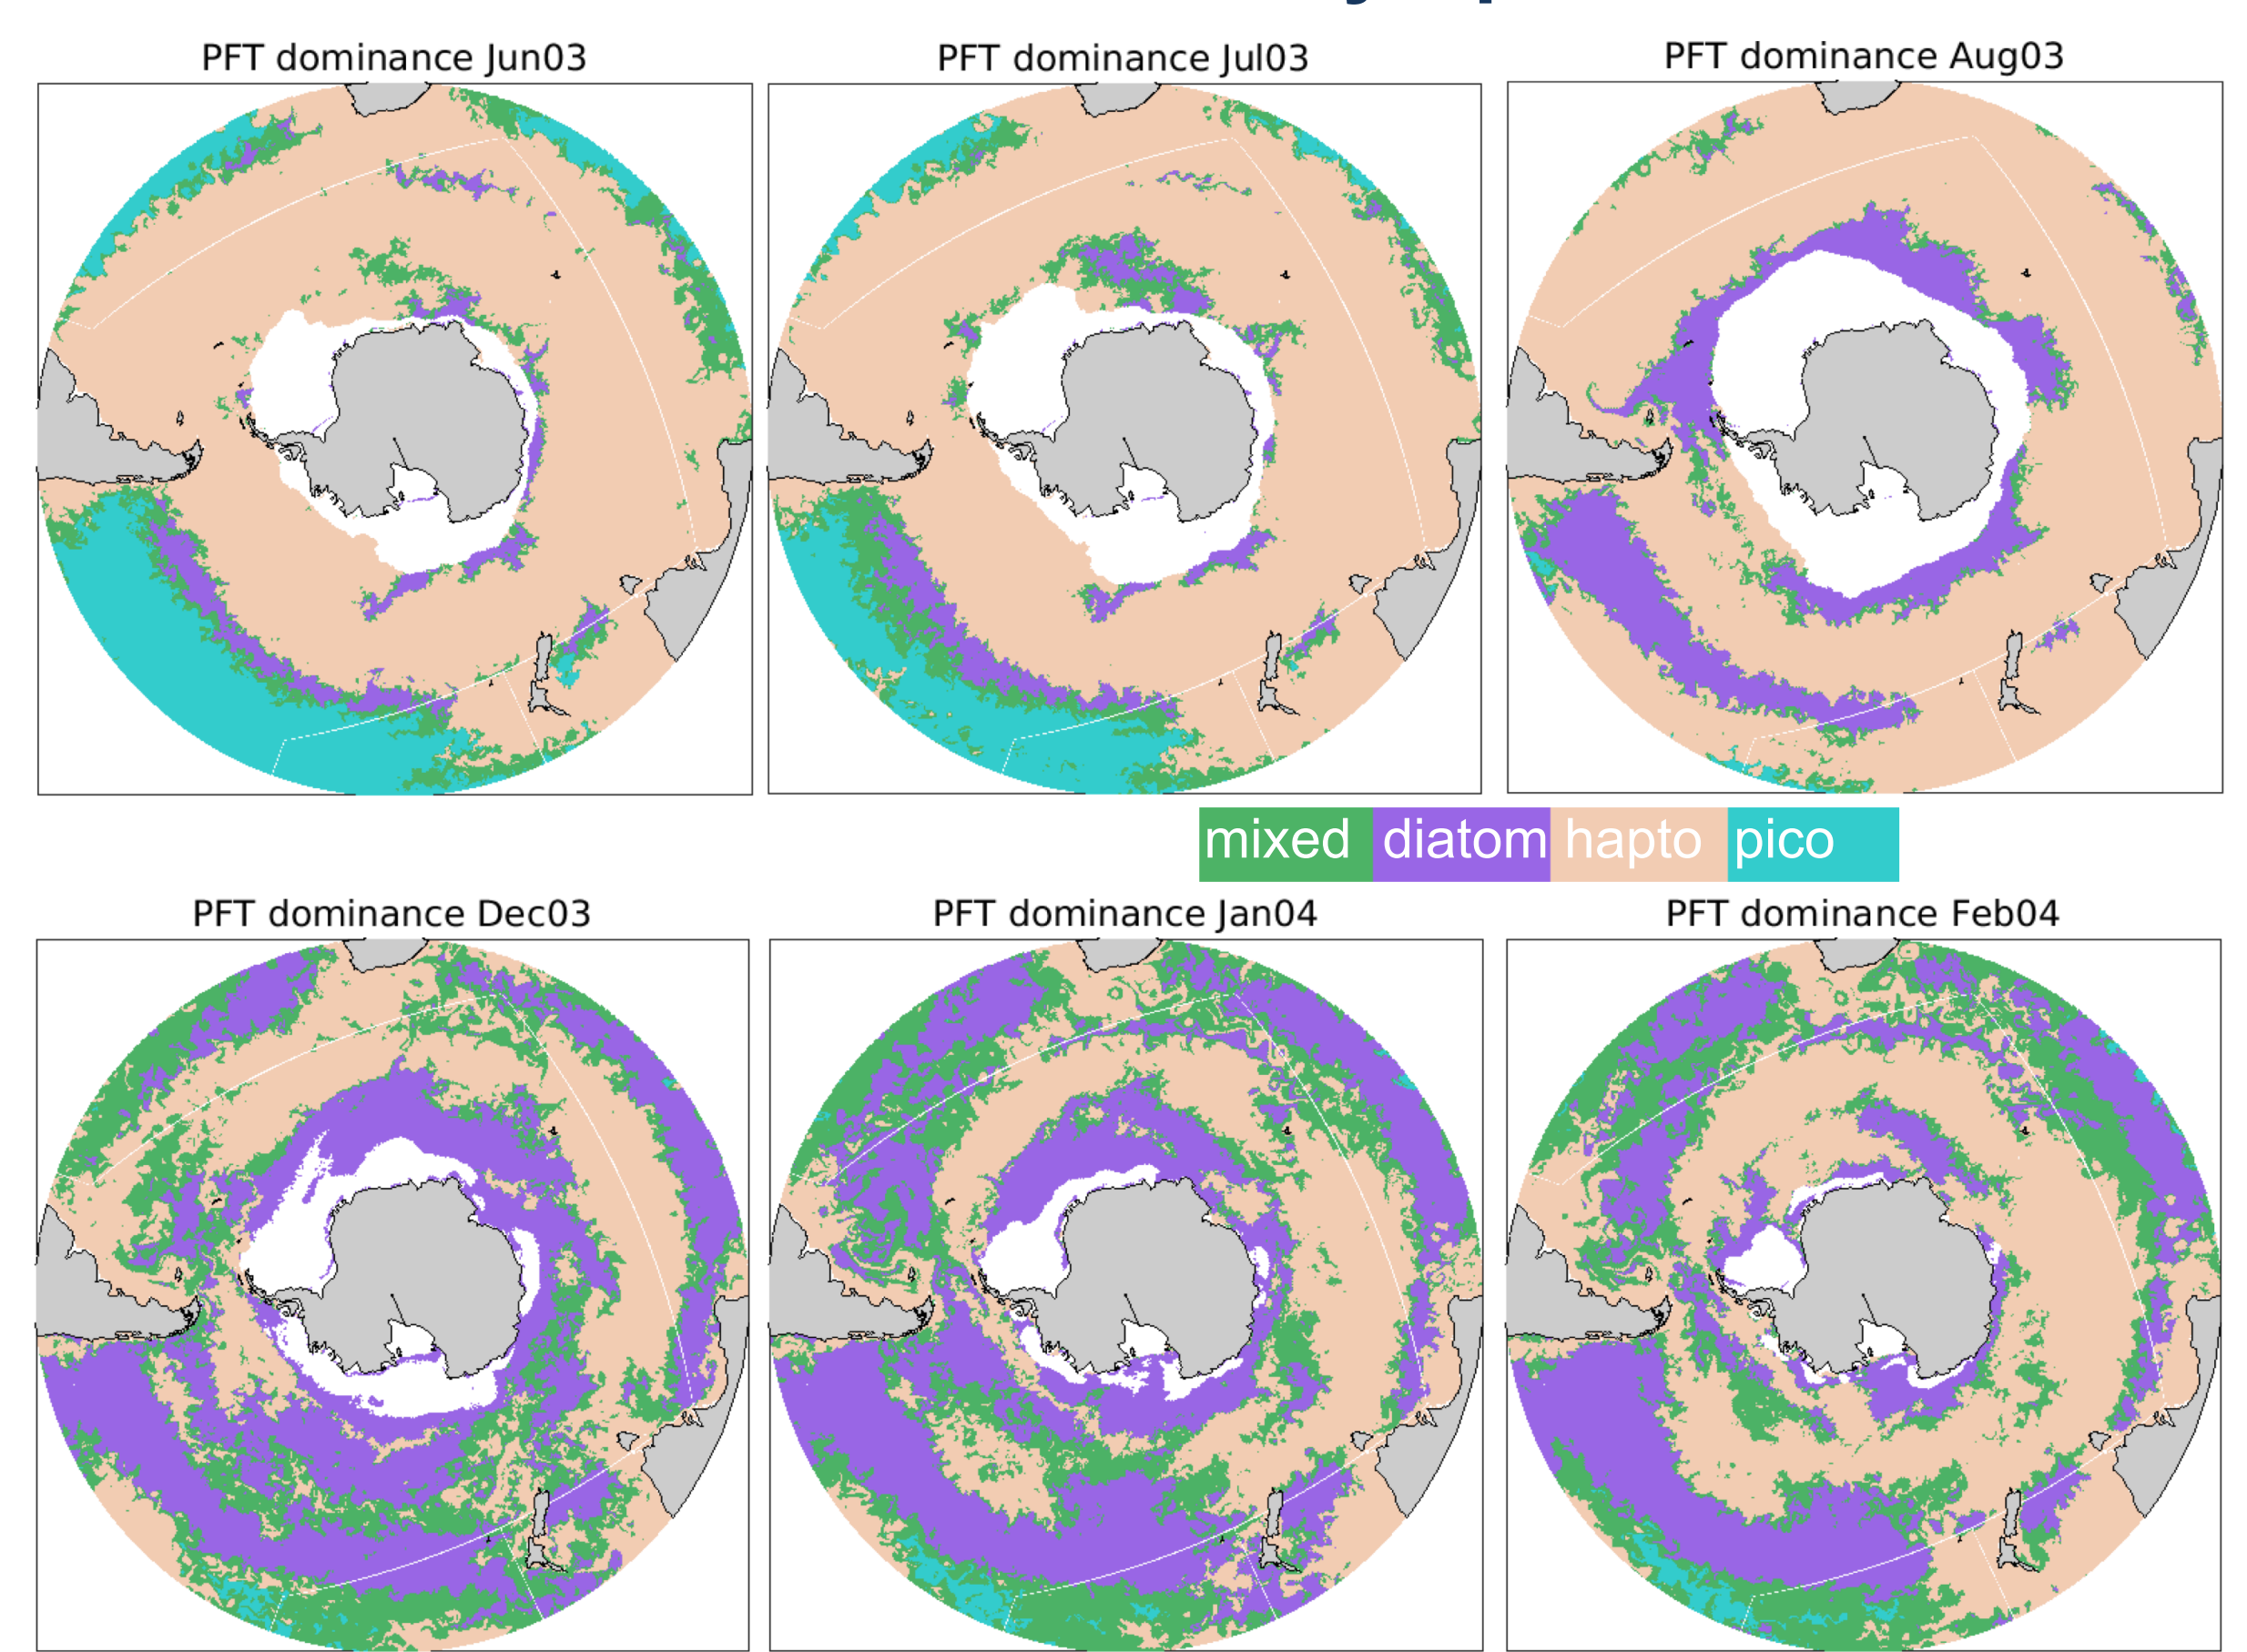 PFT dominance Jun03
PFT dominance Jul03
PFT dominance Aug03
mixed diatom hapto pico
PFT dominance Dec03
PFT dominance Jan04
PFT dominance Feb04